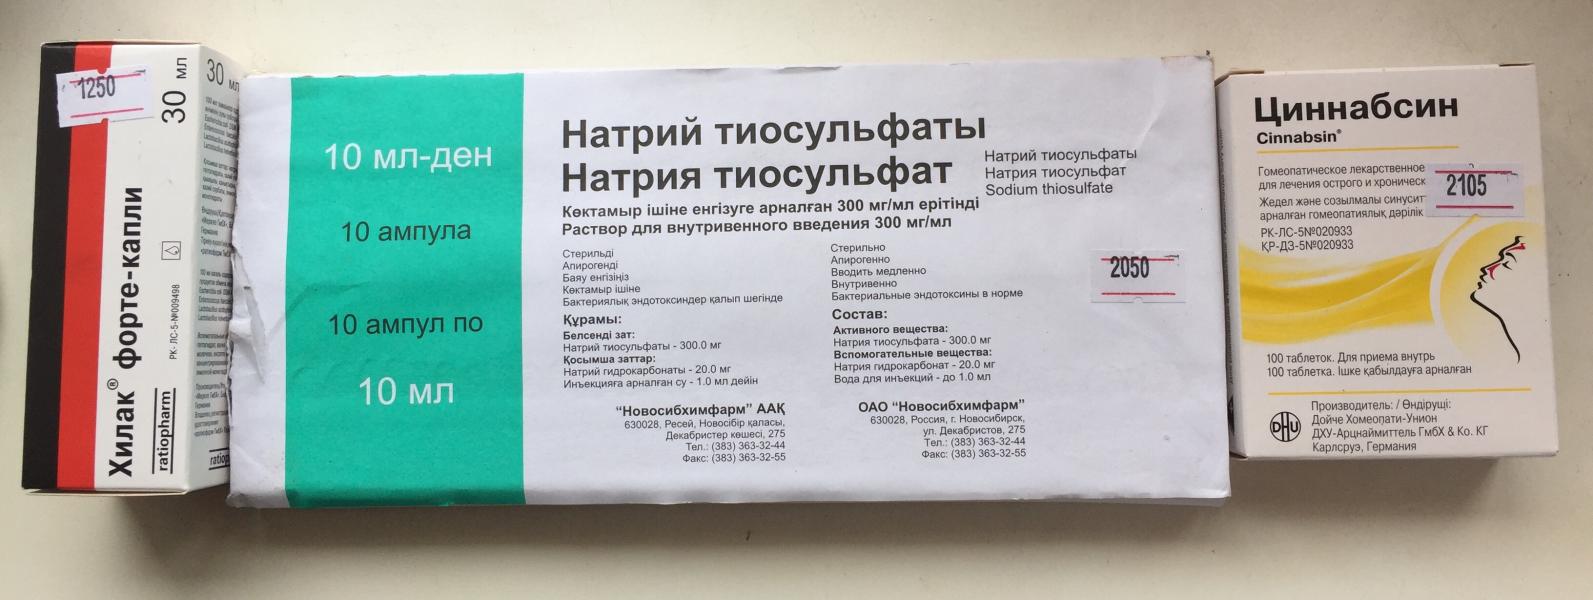 1250
30 мл
30 мл
Хилак® форте-капли
РК- ЛС-5-№009498
ratiopharm
10 мл-ден
10 ампула
10 ампул по
10 мл
Натрий тиосульфаты
Натрия тиосульфат
Натрий тиосульфаты
Натрия тиосульфат
Sodium thiosulfate
Көктамыр ішіне енгізуге арналған 300 мг/мл ерітінді
Раствор для внутривенного введения 300 мг/мл
Стерильді
Апирогенді
Баяу енгізіңіз
Көктамыр ішіне
Бактериялық эндотоксиндер қалып шегінде
Құрамы:
Белсенді зат:
Натрий тиосульфаты - 300.0 мг
Қосымша заттар:
Натрий гидрокарбонаты - 20.0 мг
Инъекцияға арналған су - 1.0 мл дейін
"Новосибхимфарм" ААҚ
630028, Ресей, Новосібір қаласы,
Декабристер көшесі, 275
Тел.: (383) 363-32-44
Факс: (383) 363-32-55
Стерильно
Апирогенно
Вводить медленно
Внутривенно
Бактериальные эндотоксины в норме
Состав:
Активного вещества:
Натрия тиосульфата - 300.0 мг
Вспомогательные вещества:
Натрия гидрокарбонат - 20.0 мг
Вода для инъекций - до 1.0 мл
ОАО "Новосибхимфарм"
630028, Россия, г. Новосибирск,
ул. Декабристов, 275
Тел.: (383) 363-32-44
Факс: (383) 363-32-55
2050
Циннабсин
Cinnabsin®
Гомеопатическое лекарственное
для лечения острого и хроническ
2105
Жедел және созылмалы синусит
арналған гомеопатиялық дәрілік
РК-ЛС-5№020933
ҚР-ДЗ-5№020933
100 таблеток. Для приема внутрь
100 таблетка. Ішке қабылдауға арналған
DHU
Производитель: / Өндіруші:
Дойче Хомеопати-Унион
ДХУ-Арцнаймиттель ГмбХ & Ко. КГ
Карлсруэ, Германия